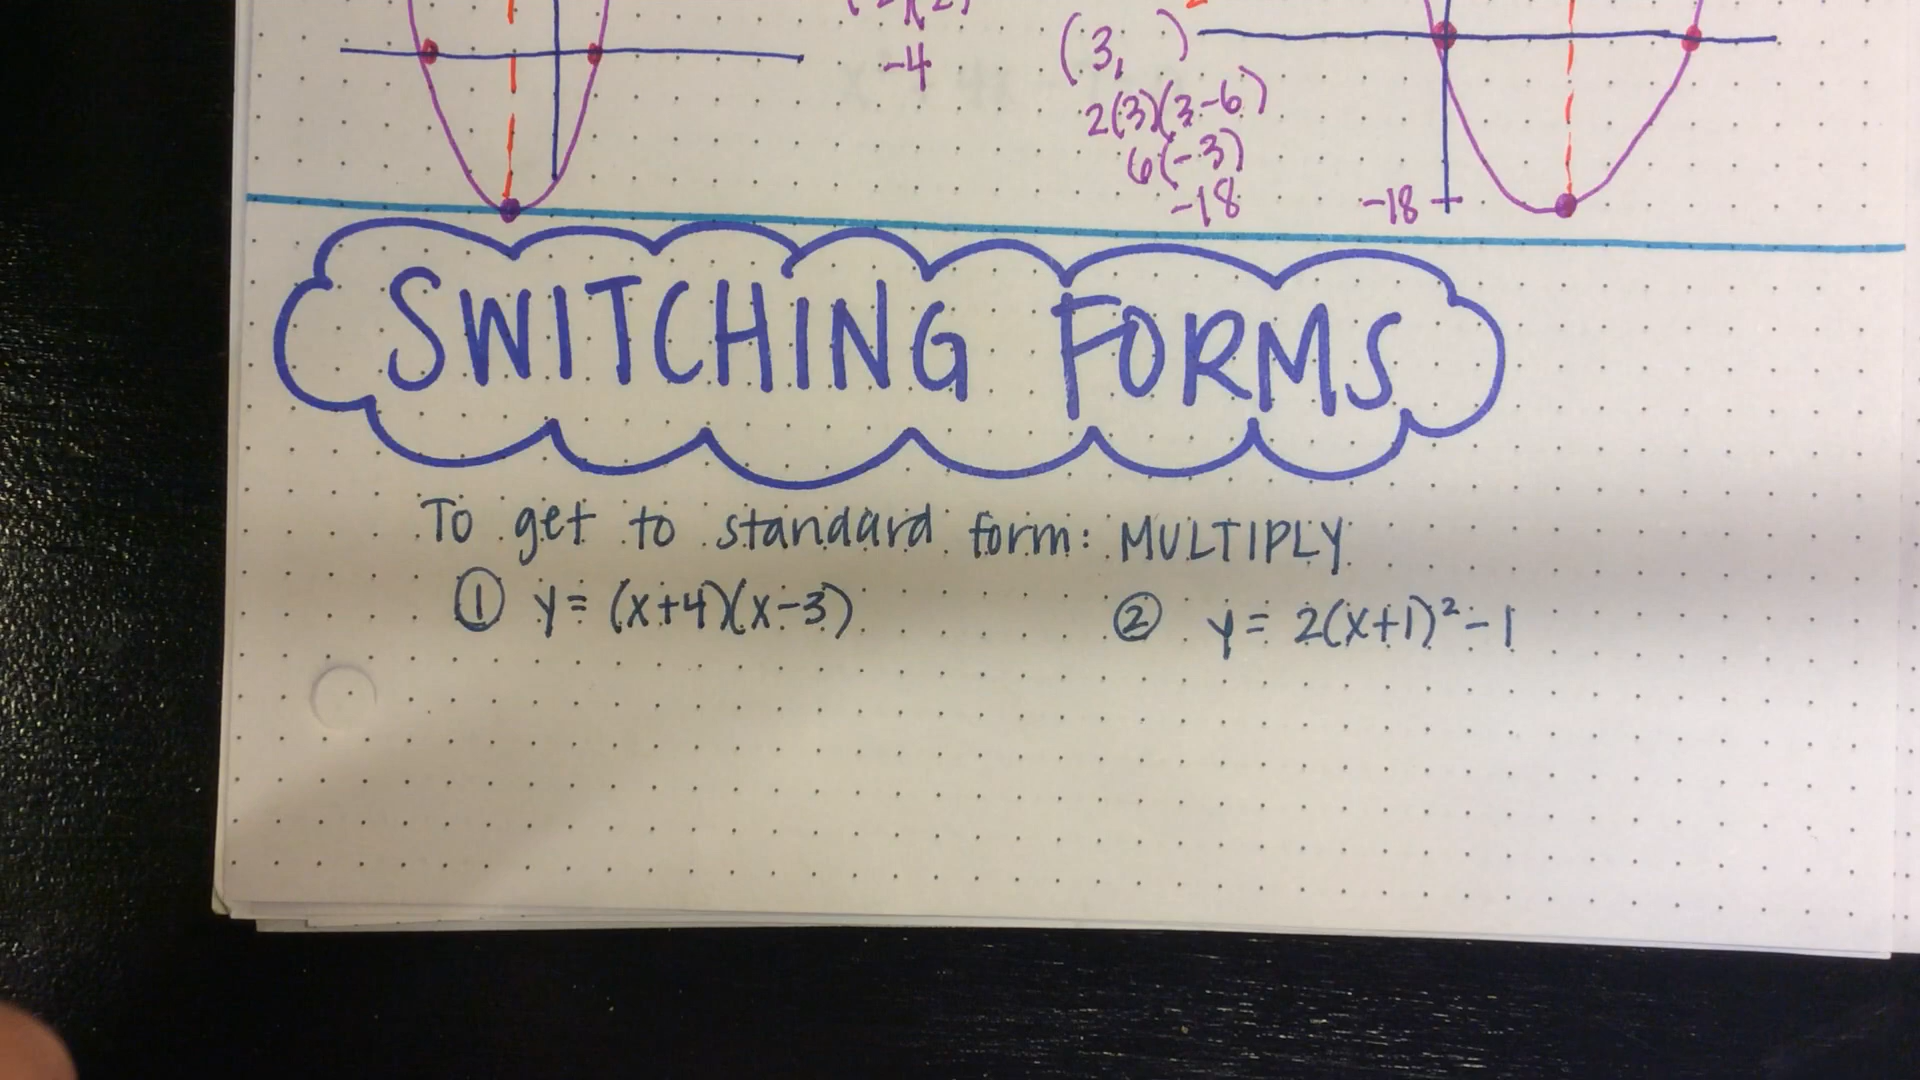 -4
(3, )
2(3)(3-6)
6(-3)
-18
-18
SWITCHING FORMS
To get to standard form: MULTIPLY
① y = (x+4)(x-3)
② y = 2(x+1)² - 1